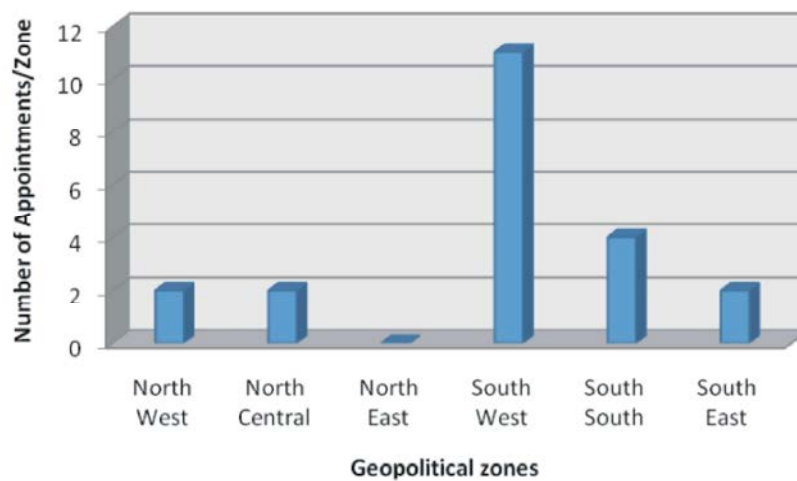 Number of Appointments/Zone
12
10
8
6
4
2
0
North West
North Central
North East
South West
South South
South East
Geopolitical zones